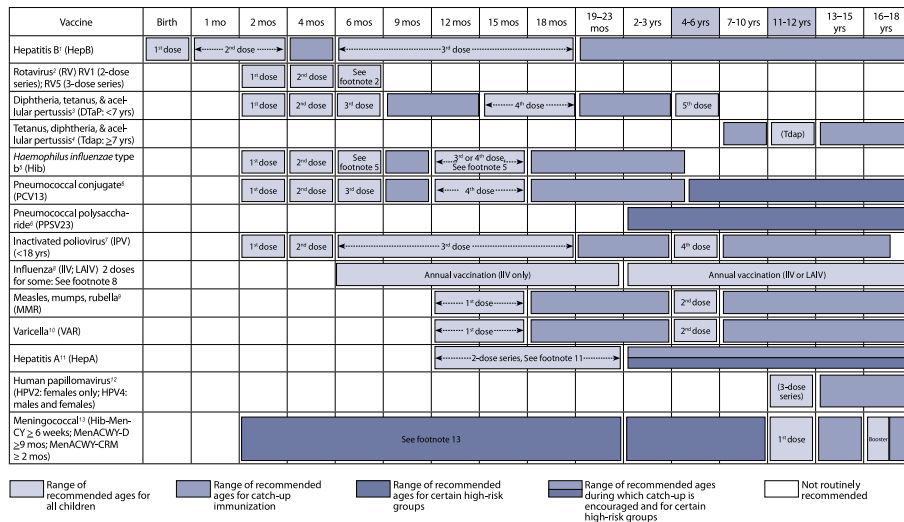 Vaccine Birth 1 mo 2 mos 4 mos 6 mos 9 mos 12 mos 15 mos 18 mos 19–23 mos 2-3 yrs 4-6 yrs 7-10 yrs 11-12 yrs 13–15 yrs 16–18 yrs
Hepatitis B¹ (HepB)
1st dose
2nd dose
3rd dose
Rotavirus² (RV) RV1 (2-dose
series); RV5 (3-dose series)
1st dose
2nd dose
See
footnote 2
Diphtheria, tetanus, & acel-
lular pertussis³ (DTaP: <7 yrs)
1st dose
2nd dose
3rd dose
4th dose
5th dose
Tetanus, diphtheria, & acel-
lular pertussis⁴ (Tdap: ≥7 yrs)
(Tdap)
Haemophilus influenzae type
b⁵ (Hib)
1st dose
2nd dose
See
footnote 5
3rd or 4th dose,
See footnote 5
Pneumococcal conjugate⁶
(PCV13)
1st dose
2nd dose
3rd dose
4th dose
Pneumococcal polysaccha-
ride⁶ (PPSV23)
Inactivated poliovirus⁷ (IPV)
(<18 yrs)
1st dose
2nd dose
3rd dose
4th dose
Influenza⁸ (IIV; LAIV) 2 doses
for some: See footnote 8
Annual vaccination (IIV only)
Annual vaccination (IIV or LAIV)
Measles, mumps, rubella⁹
(MMR)
1st dose
2nd dose
Varicella¹⁰ (VAR)
1st dose
2nd dose
Hepatitis A¹¹ (HepA)
2-dose series, See footnote 11
Human papillomavirus¹²
(HPV2: females only; HPV4:
males and females)
(3-dose
series)
Meningococcal¹³ (Hib-Men-
CY ≥ 6 weeks; MenACWY-D
≥9 mos; MenACWY-CRM
≥ 2 mos)
See footnote 13
1st dose
Booster
Range of
recommended ages for
all children
Range of recommended
ages for catch-up
immunization
Range of recommended
ages for certain high-risk
groups
Range of recommended ages
during which catch-up is
encouraged and for certain
high-risk groups
Not routinely
recommended